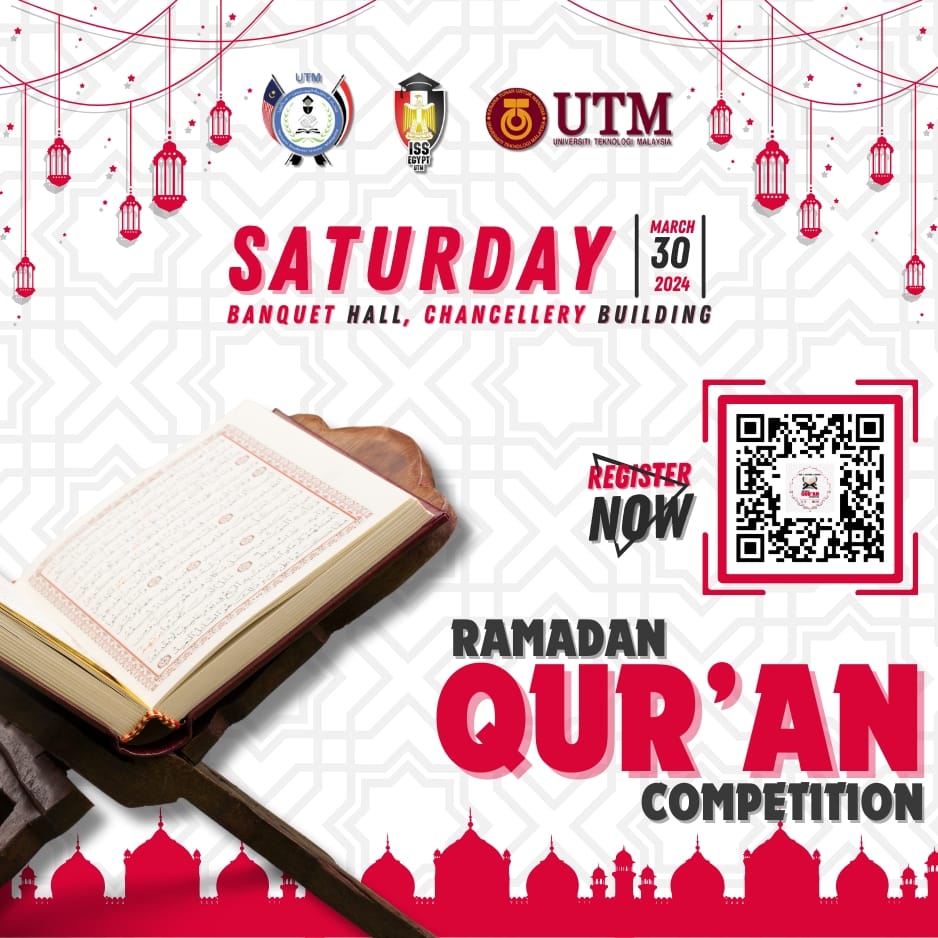 UTM
ISS
EGYPT
UTM
UTM
UNIVERSITI TEKNOLOGI MALAYSIA
SATURDAY
MARCH
30
2024
BANQUET HALL, CHANCELLERY BUILDING
REGISTER
NOW
RAMADAN
QUR'AN
COMPETITION